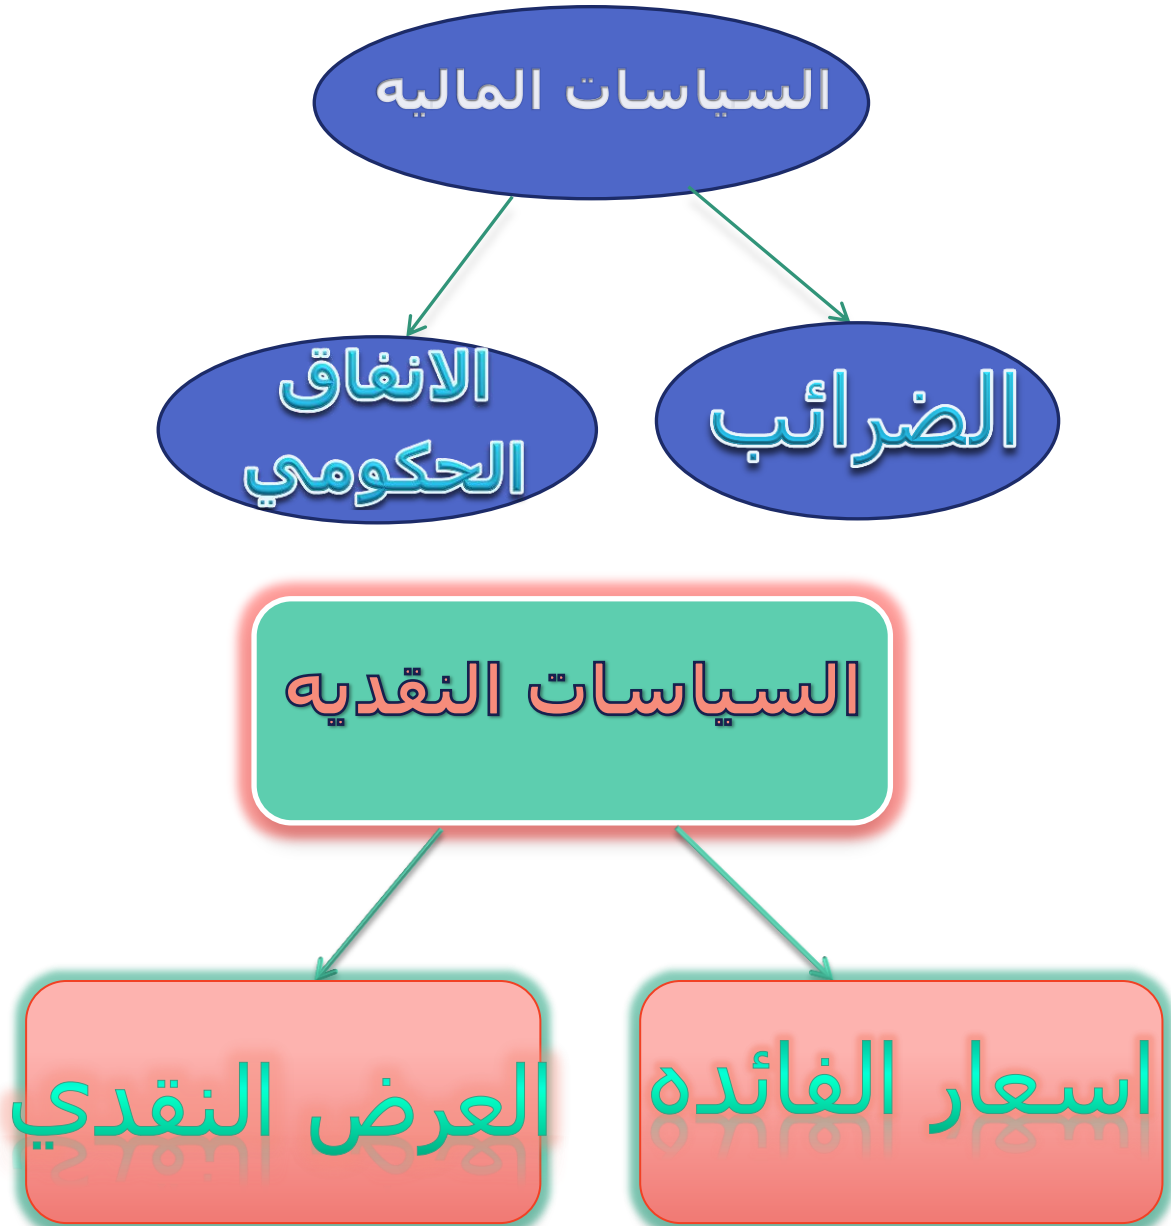 السياسات الماليه
الضرائب
الانفاق
الحكومي
السياسات النقديه
اسعار الفائده
العرض النقدي